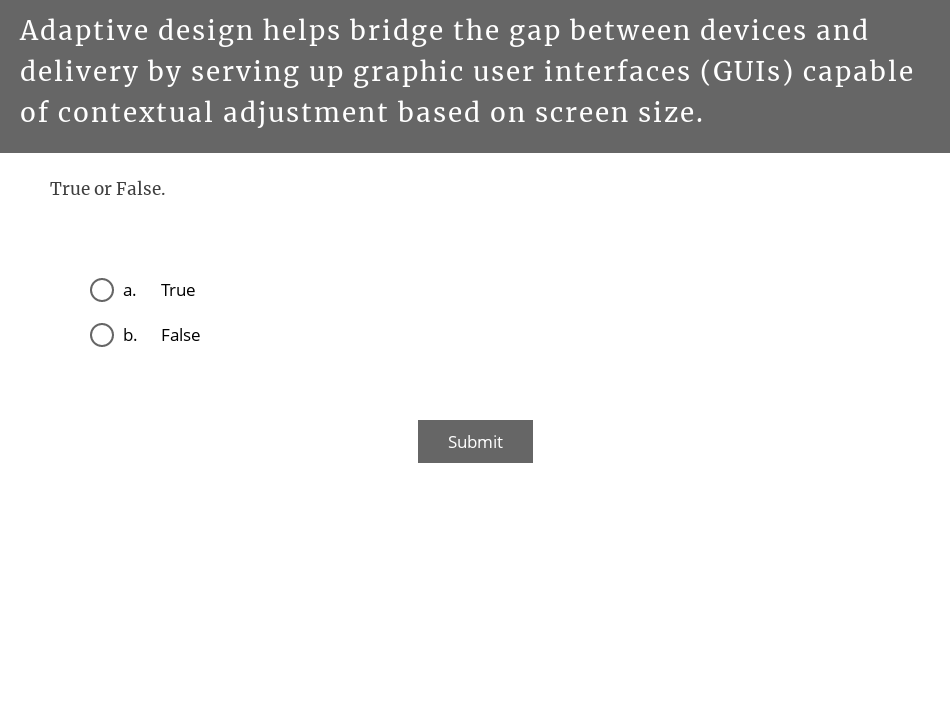 Adaptive design helps bridge the gap between devices and
delivery by serving up graphic user interfaces (GUIs) capable
of contextual adjustment based on screen size.
True or False.
a. True
b. False
Submit